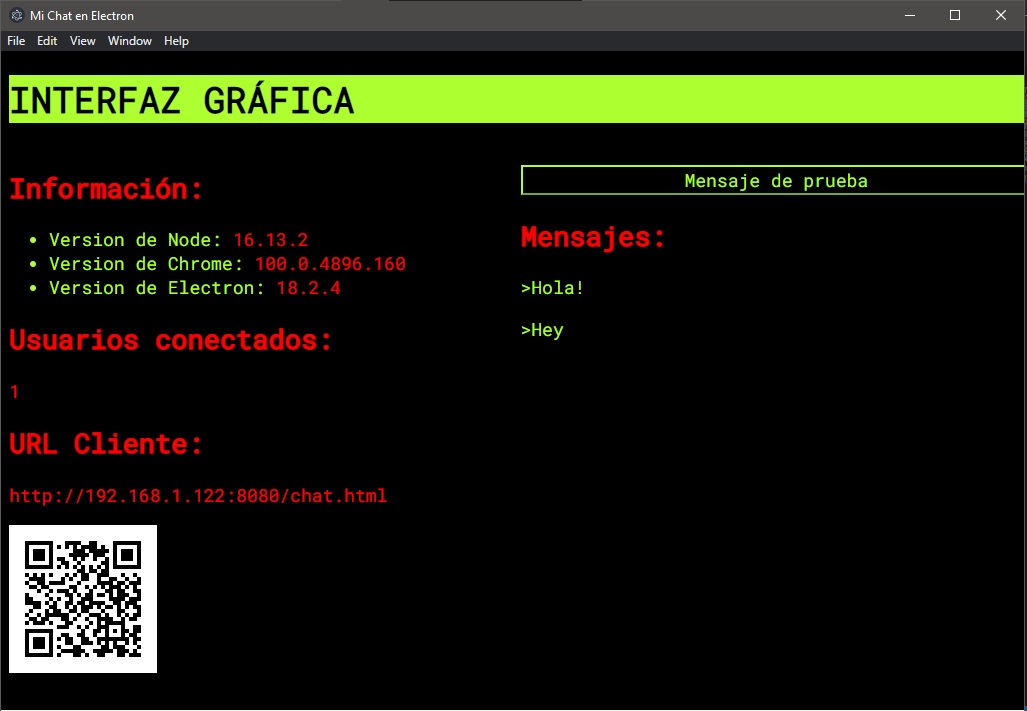 Mi Chat en Electron
File Edit View Window Help
INTERFAZ GRÁFICA
Información:
Version de Node: 16.13.2
Version de Chrome: 100.0.4896.160
Version de Electron: 18.2.4
Usuarios conectados:
1
URL Cliente:
http://192.168.1.122:8080/chat.html
Mensaje de prueba
Mensajes:
>Hola!
>Hey